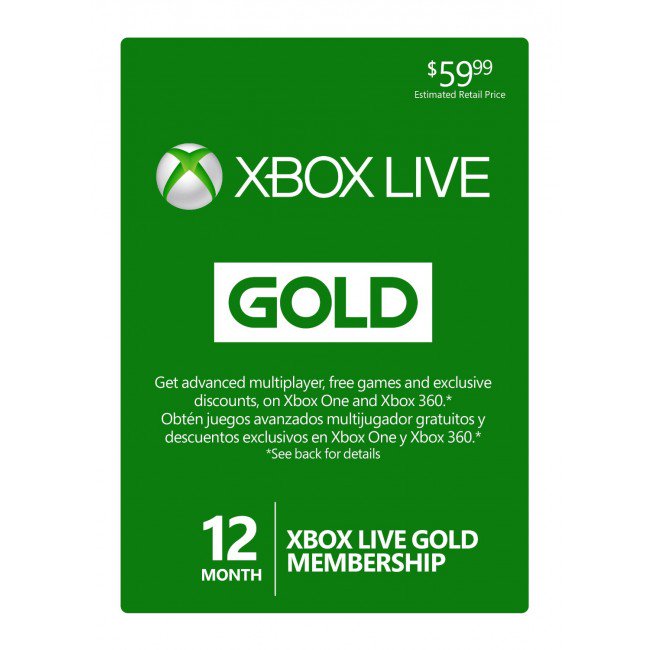 $59.99
Estimated Retail Price
XBOX LIVE
GOLD
Get advanced multiplayer, free games and exclusive
discounts, on Xbox One and Xbox 360.*
Obtén juegos avanzados multijugador gratuitos y
descuentos exclusivos en Xbox One y Xbox 360.*
*See back for details
12
MONTH
XBOX LIVE GOLD
MEMBERSHIP